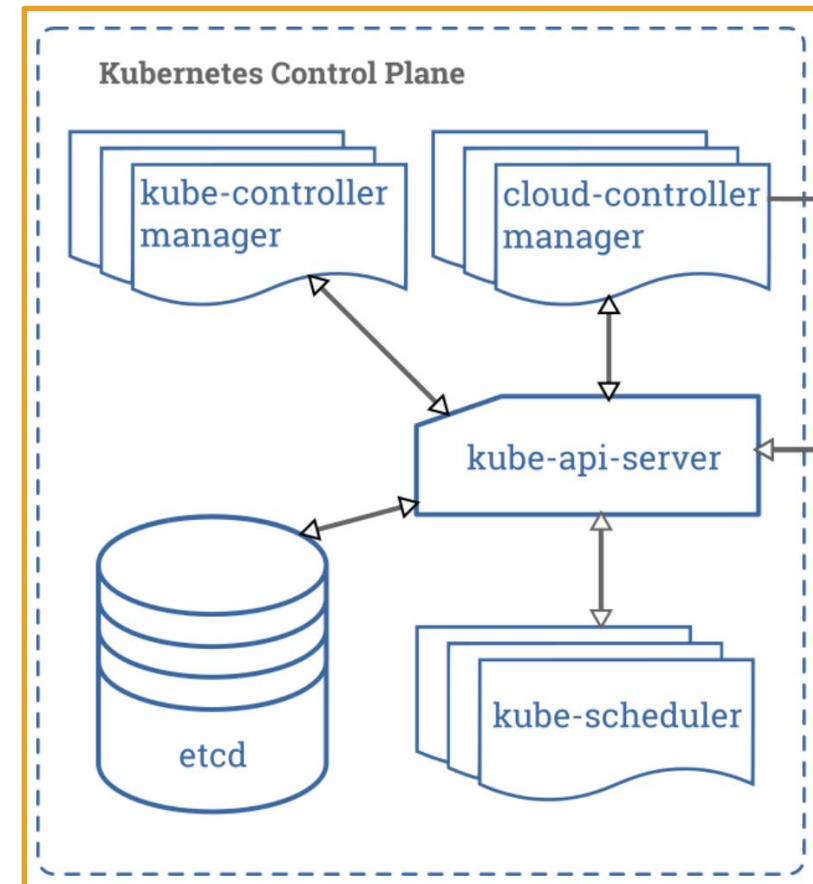 Kubernetes Control Plane
kube-controller
manager
cloud-controller
manager
kube-api-server
etcd
kube-scheduler